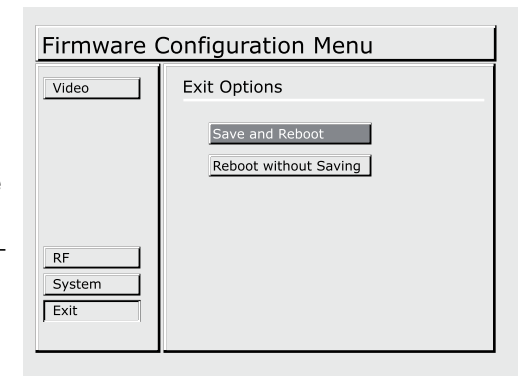 Firmware Configuration Menu
Video
RF
System
Exit
Exit Options
Save and Reboot
Reboot without Saving